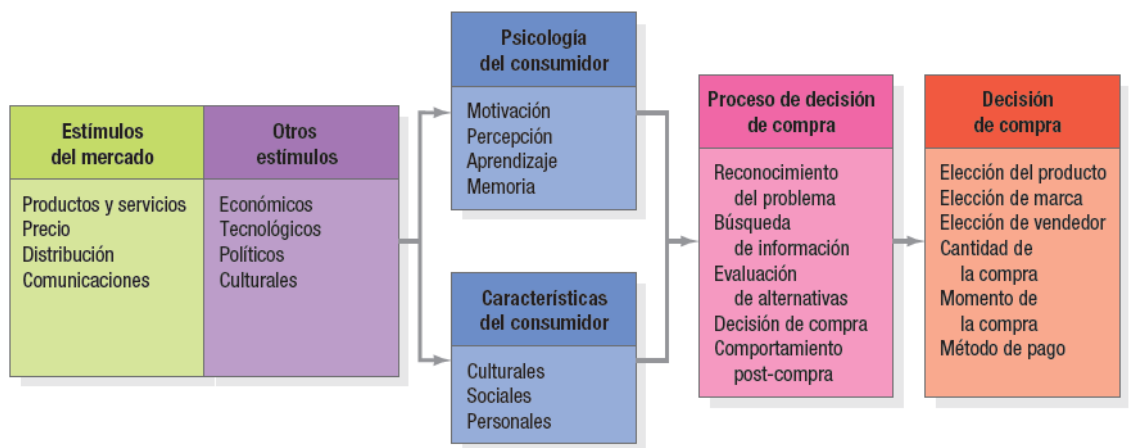 Estímulos
del mercado
Productos y servicios
Precio
Distribución
Comunicaciones
Otros
estímulos
Económicos
Tecnológicos
Políticos
Culturales
Psicología
del consumidor
Motivación
Percepción
Aprendizaje
Memoria
Características
del consumidor
Culturales
Sociales
Personales
Proceso de decisión
de compra
Reconocimiento
del problema
Búsqueda
de información
Evaluación
de alternativas
Decisión de compra
Comportamiento
post-compra
Decisión
de compra
Elección del producto
Elección de marca
Elección de vendedor
Cantidad de
la compra
Momento de
la compra
Método de pago